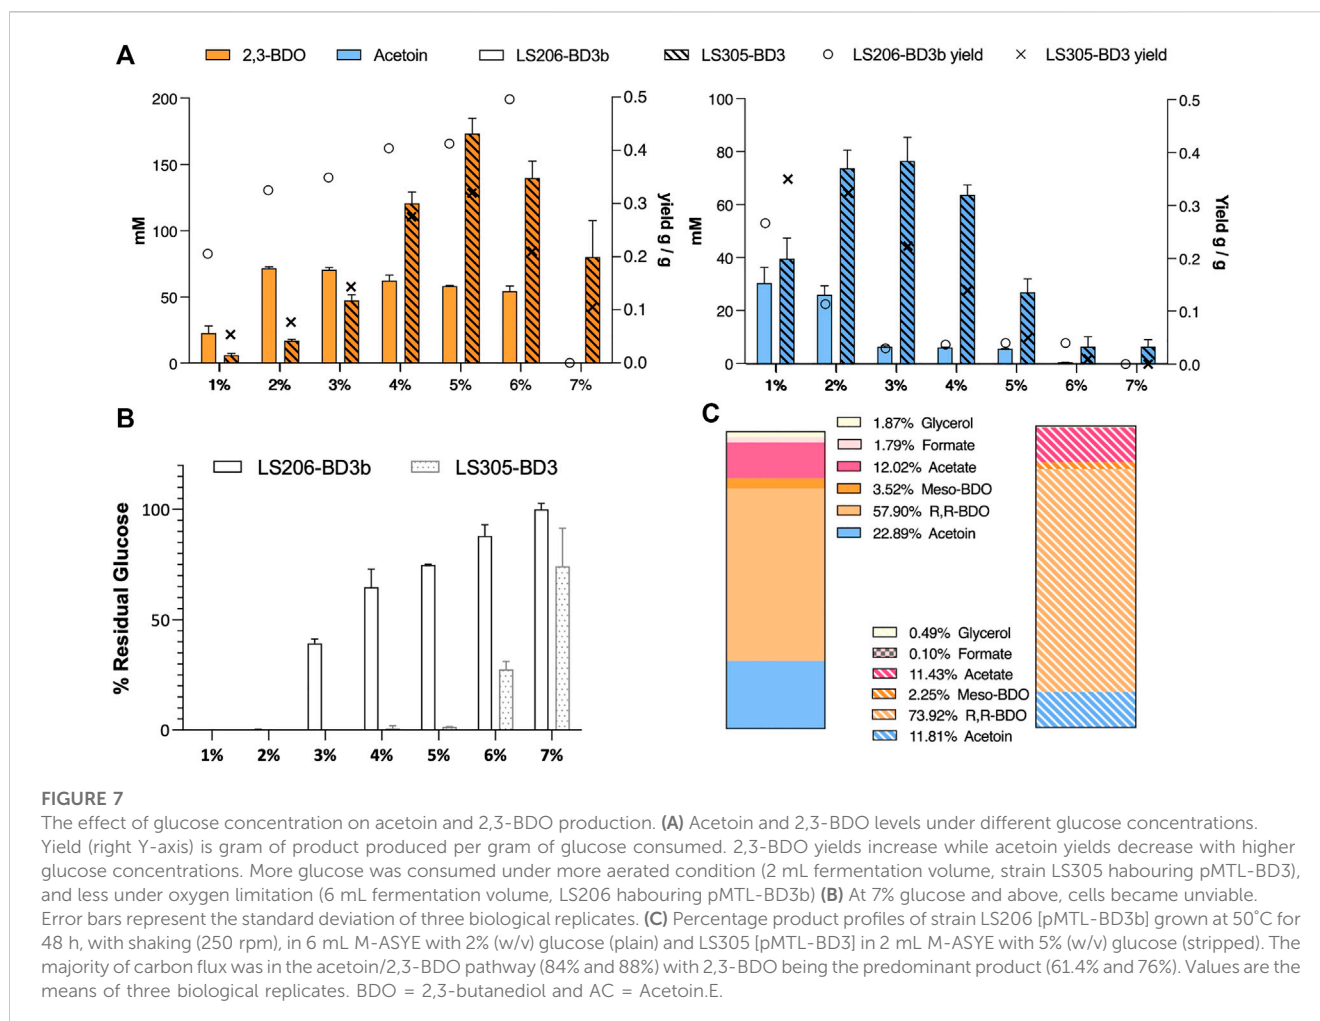 A
2,3-BDO
Acetoin
LS206-BD3b
LS305-BD3
LS206-BD3b yield
LS305-BD3 yield
200
150
100
50
0
mM
0.5
0.4
0.3
0.2
0.1
0.0
yield g / g
1% 2% 3% 4% 5% 6% 7%
100
80
60
40
20
0
mM
0.5
0.4
0.3
0.2
0.1
0.0
Yield g / g
1% 2% 3% 4% 5% 6% 7%
B
LS206-BD3b
LS305-BD3
% Residual Glucose
100
50
0
1% 2% 3% 4% 5% 6% 7%
C
1.87% Glycerol
1.79% Formate
12.02% Acetate
3.52% Meso-BDO
57.90% R,R-BDO
22.89% Acetoin
0.49% Glycerol
0.10% Formate
11.43% Acetate
2.25% Meso-BDO
73.92% R,R-BDO
11.81% Acetoin
FIGURE 7
The effect of glucose concentration on acetoin and 2,3-BDO production. (A) Acetoin and 2,3-BDO levels under different glucose concentrations.
Yield (right Y-axis) is gram of product produced per gram of glucose consumed. 2,3-BDO yields increase while acetoin yields decrease with higher
glucose concentrations. More glucose was consumed under more aerated condition (2 mL fermentation volume, strain LS305 habouring pMTL-BD3),
and less under oxygen limitation (6 mL fermentation volume, LS206 habouring pMTL-BD3b) (B) At 7% glucose and above, cells became unviable.
Error bars represent the standard deviation of three biological replicates. (C) Percentage product profiles of strain LS206 [pMTL-BD3b] grown at 50°C for
48 h, with shaking (250 rpm), in 6 mL M-ASYE with 2% (w/v) glucose (plain) and LS305 [pMTL-BD3] in 2 mL M-ASYE with 5% (w/v) glucose (stripped). The
majority of carbon flux was in the acetoin/2,3-BDO pathway (84% and 88%) with 2,3-BDO being the predominant product (61.4% and 76%). Values are the
means of three biological replicates. BDO = 2,3-butanediol and AC = Acetoin.E.